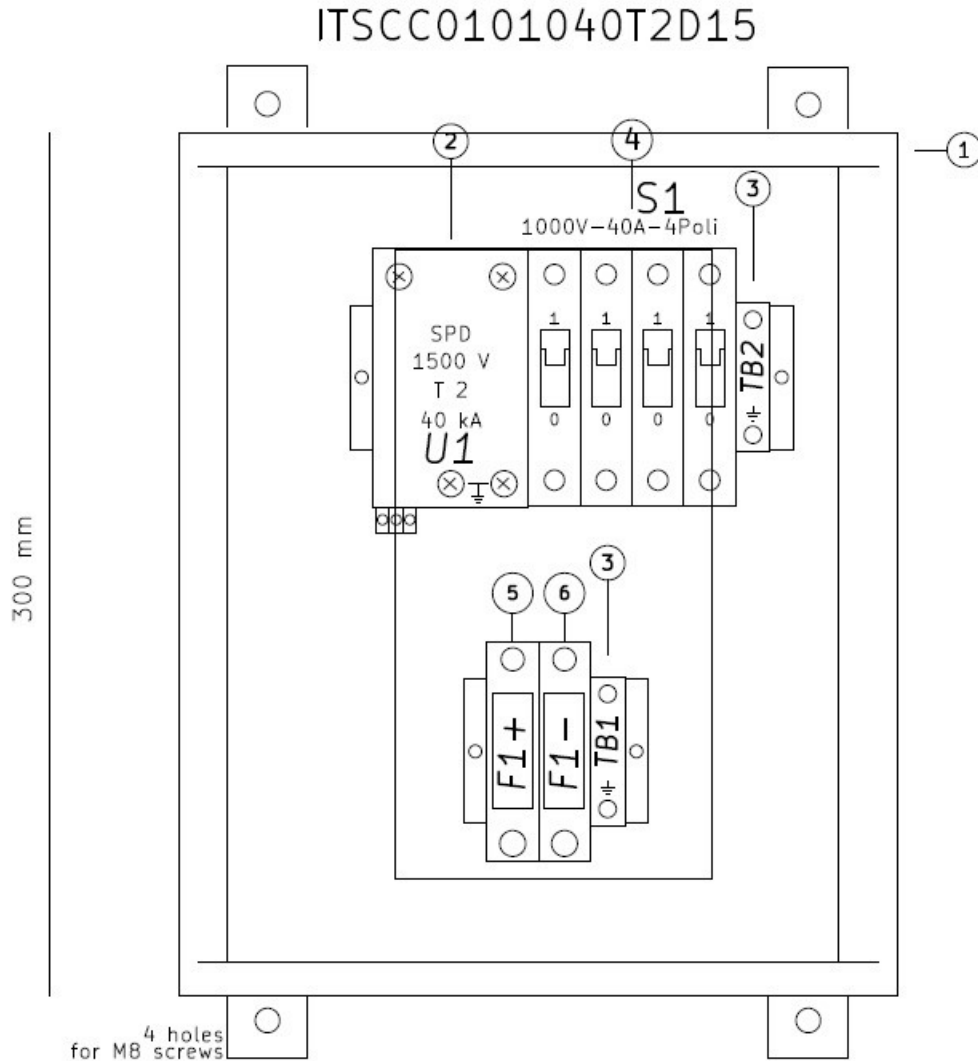 ITSCC0101040T2D15
2
4
1
3
S1
1000V-40A-4Poli
SPD
1500 V
T 2
40 kA
U1
1
1
1
1
0
0
0
0
TB2
300 mm
5
6
3
F1+
F1-
TB1
4 holes
for M8 screws